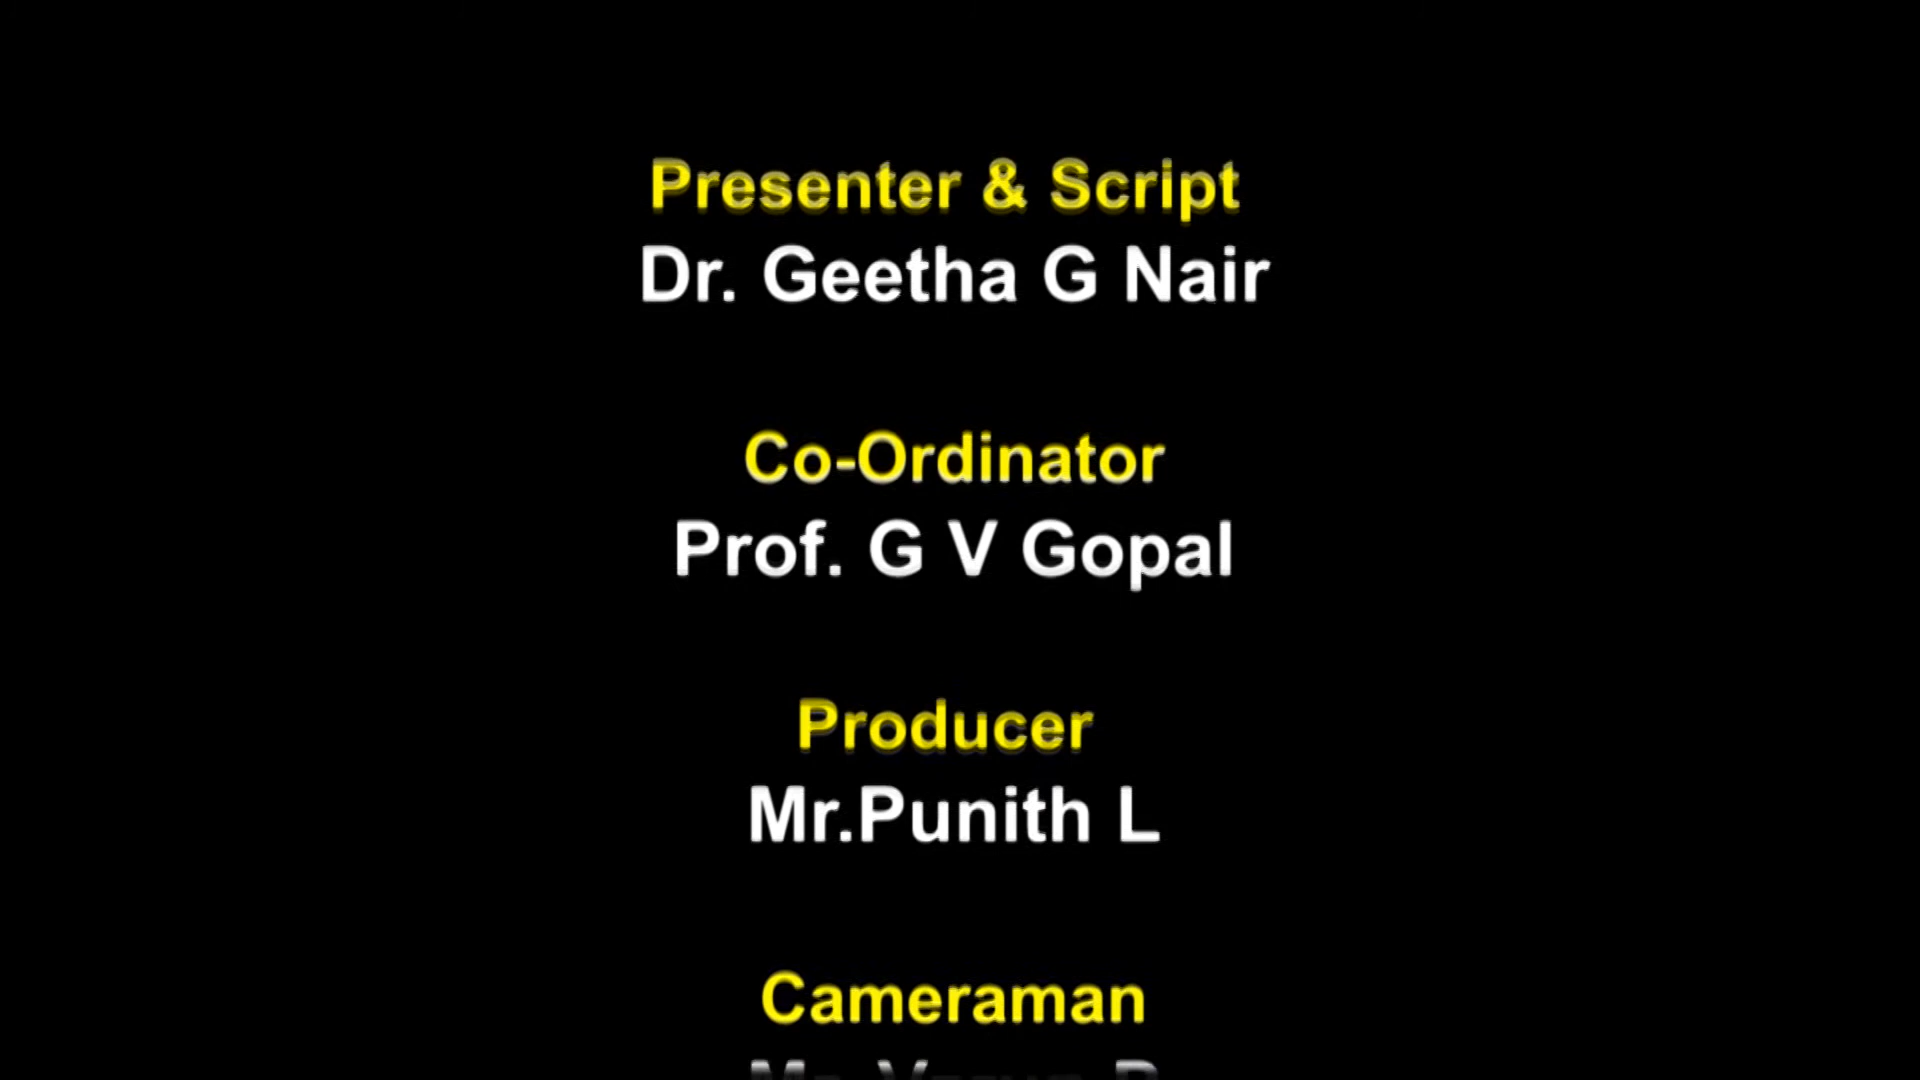 Presenter & Script
Dr. Geetha G Nair
Co-Ordinator
Prof. G V Gopal
Producer
Mr.Punith L
Cameraman